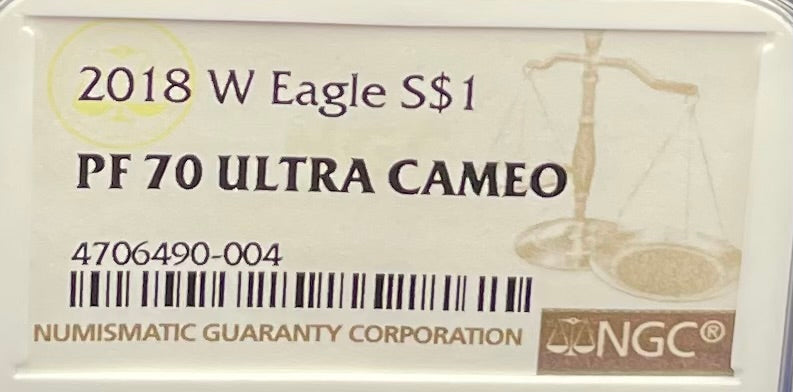 2018 W Eagle S$1
PF 70 ULTRA CAMEO
4706490-004
NUMISMATIC GUARANTY CORPORATION
NGC®